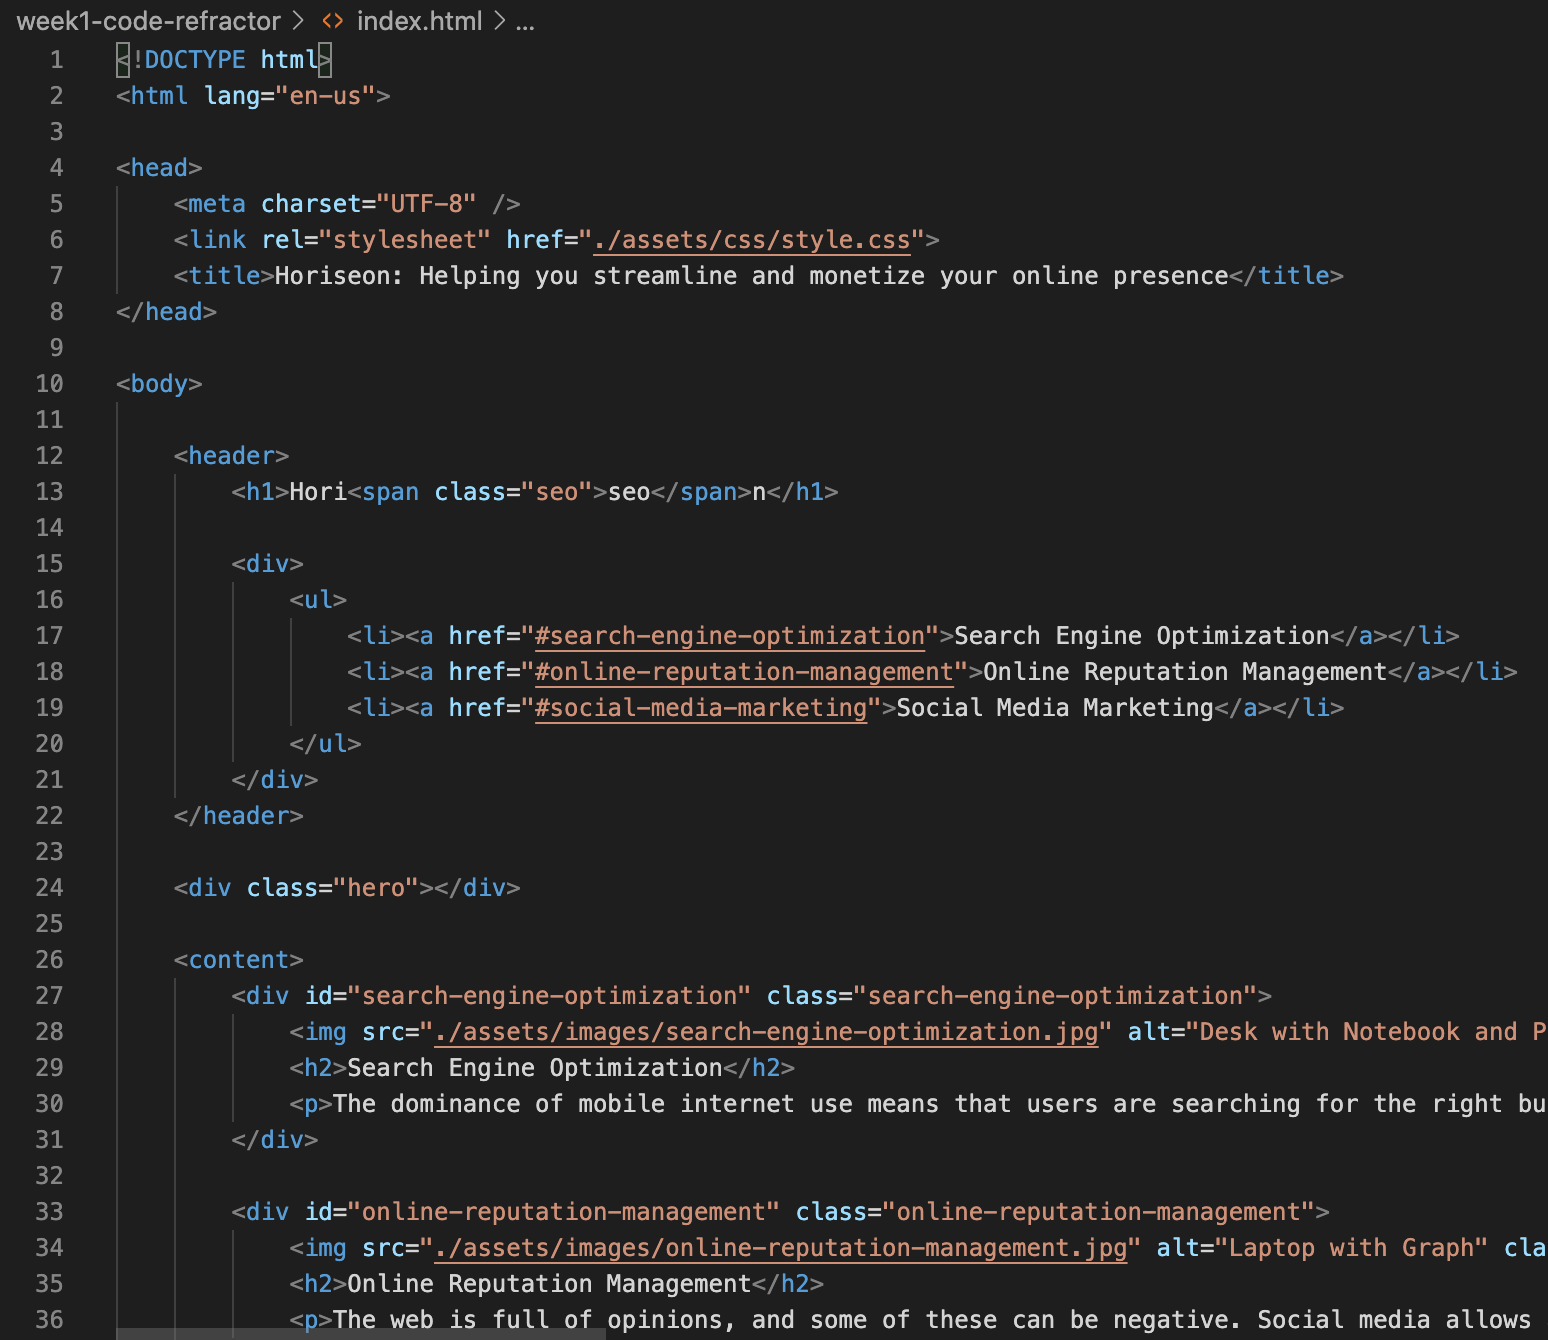 week1-code-refractor > <> index.html > ...
1 <!DOCTYPE html>
2 <html lang="en-us">
3
4 <head>
5     <meta charset="UTF-8" />
6     <link rel="stylesheet" href="./assets/css/style.css">
7     <title>Horiseon: Helping you streamline and monetize your online presence</title>
8 </head>
9
10 <body>
11
12     <header>
13         <h1>Hori<span class="seo">seo</span>n</h1>
14
15         <div>
16             <ul>
17                 <li><a href="#search-engine-optimization">Search Engine Optimization</a></li>
18                 <li><a href="#online-reputation-management">Online Reputation Management</a></li>
19                 <li><a href="#social-media-marketing">Social Media Marketing</a></li>
20             </ul>
21         </div>
22     </header>
23
24     <div class="hero"></div>
25
26     <content>
27         <div id="search-engine-optimization" class="search-engine-optimization">
28             <img src="./assets/images/search-engine-optimization.jpg" alt="Desk with Notebook and P
29             <h2>Search Engine Optimization</h2>
30             <p>The dominance of mobile internet use means that users are searching for the right bu
31         </div>
32
33         <div id="online-reputation-management" class="online-reputation-management">
34             <img src="./assets/images/online-reputation-management.jpg" alt="Laptop with Graph" cla
35             <h2>Online Reputation Management</h2>
36             <p>The web is full of opinions, and some of these can be negative. Social media allows